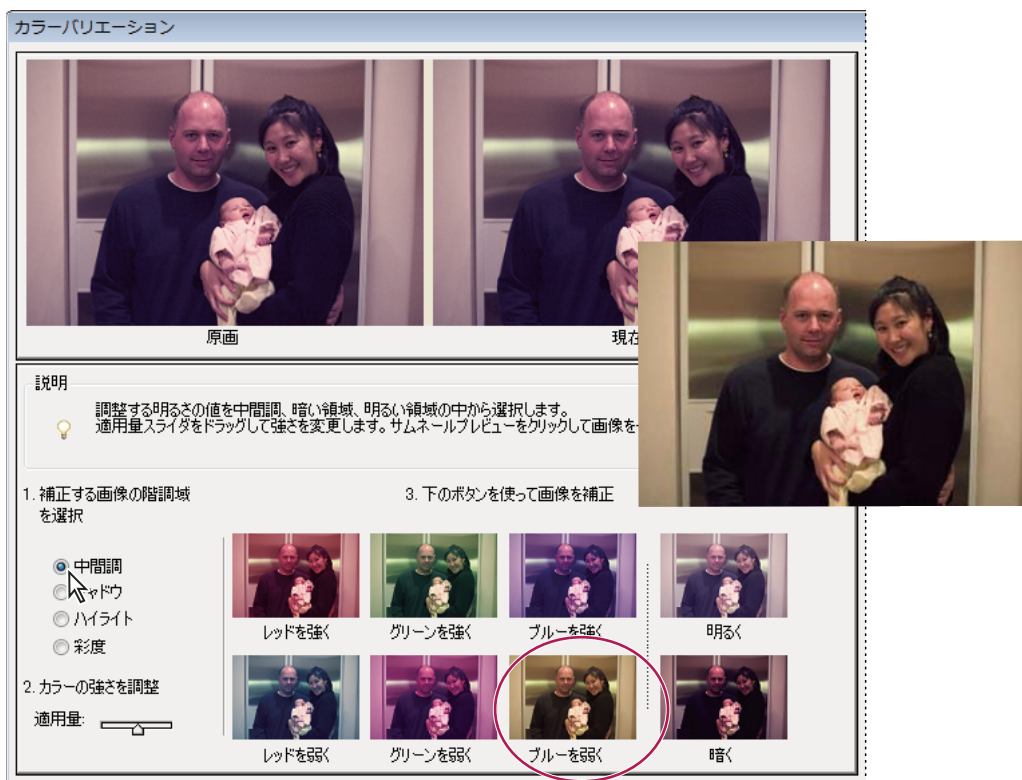 カラーバリエーション
原画
現在
説明
調整する明るさの値を中間調、暗い領域、明るい領域の中から選択します。
適用量スライダをドラッグして強さを変更します。サムネールプレビューをクリックして画像を
1. 補正する画像の階調域
を選択
3. 下のボタンを使って画像を補正
中間調
ャドウ
ハイライト
彩度
2. カラーの強さを調整
適用量:
レッドを強く
グリーンを強く
ブルーを強く
明るく
レッドを弱く
グリーンを弱く
ブルーを弱く
暗く